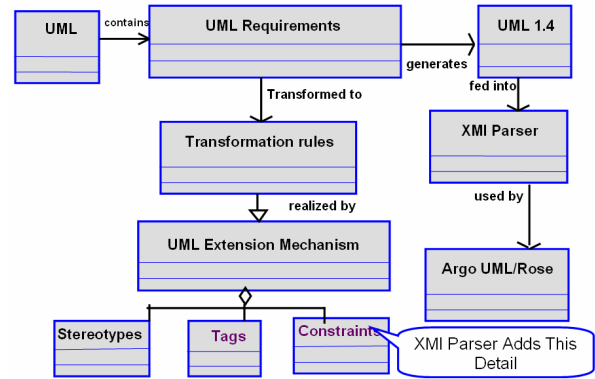 UML
contains
UML Requirements
generates
UML 1.4
Transformed to
fed into
Transformation rules
XMI Parser
realized by
used by
UML Extension Mechanism
Argo UML/Rose
Stereotypes
Tags
Constraints
XMI Parser Adds This
Detail